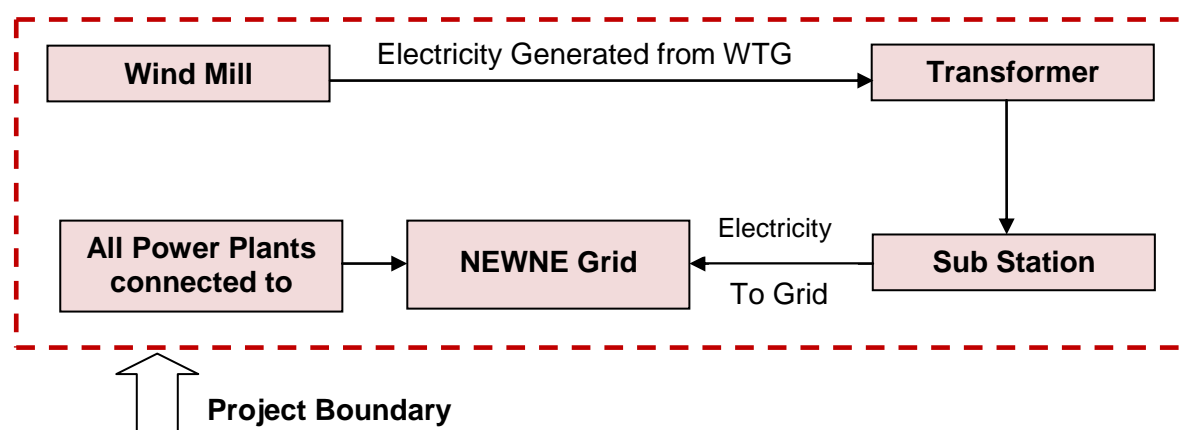 Wind Mill
Electricity Generated from WTG
Transformer
All Power Plants
connected to
NEWNE Grid
Electricity
To Grid
Sub Station
Project Boundary